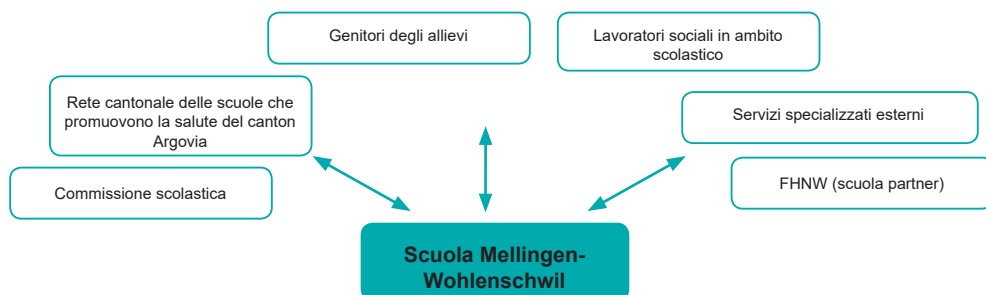 Genitori degli allievi
Lavoratori sociali in ambito
scolastico
Rete cantonale delle scuole che
promuovono la salute del canton
Argovia
Servizi specializzati esterni
Commissione scolastica
FHNW (scuola partner)
Scuola Mellingen-
Wohlenschwil